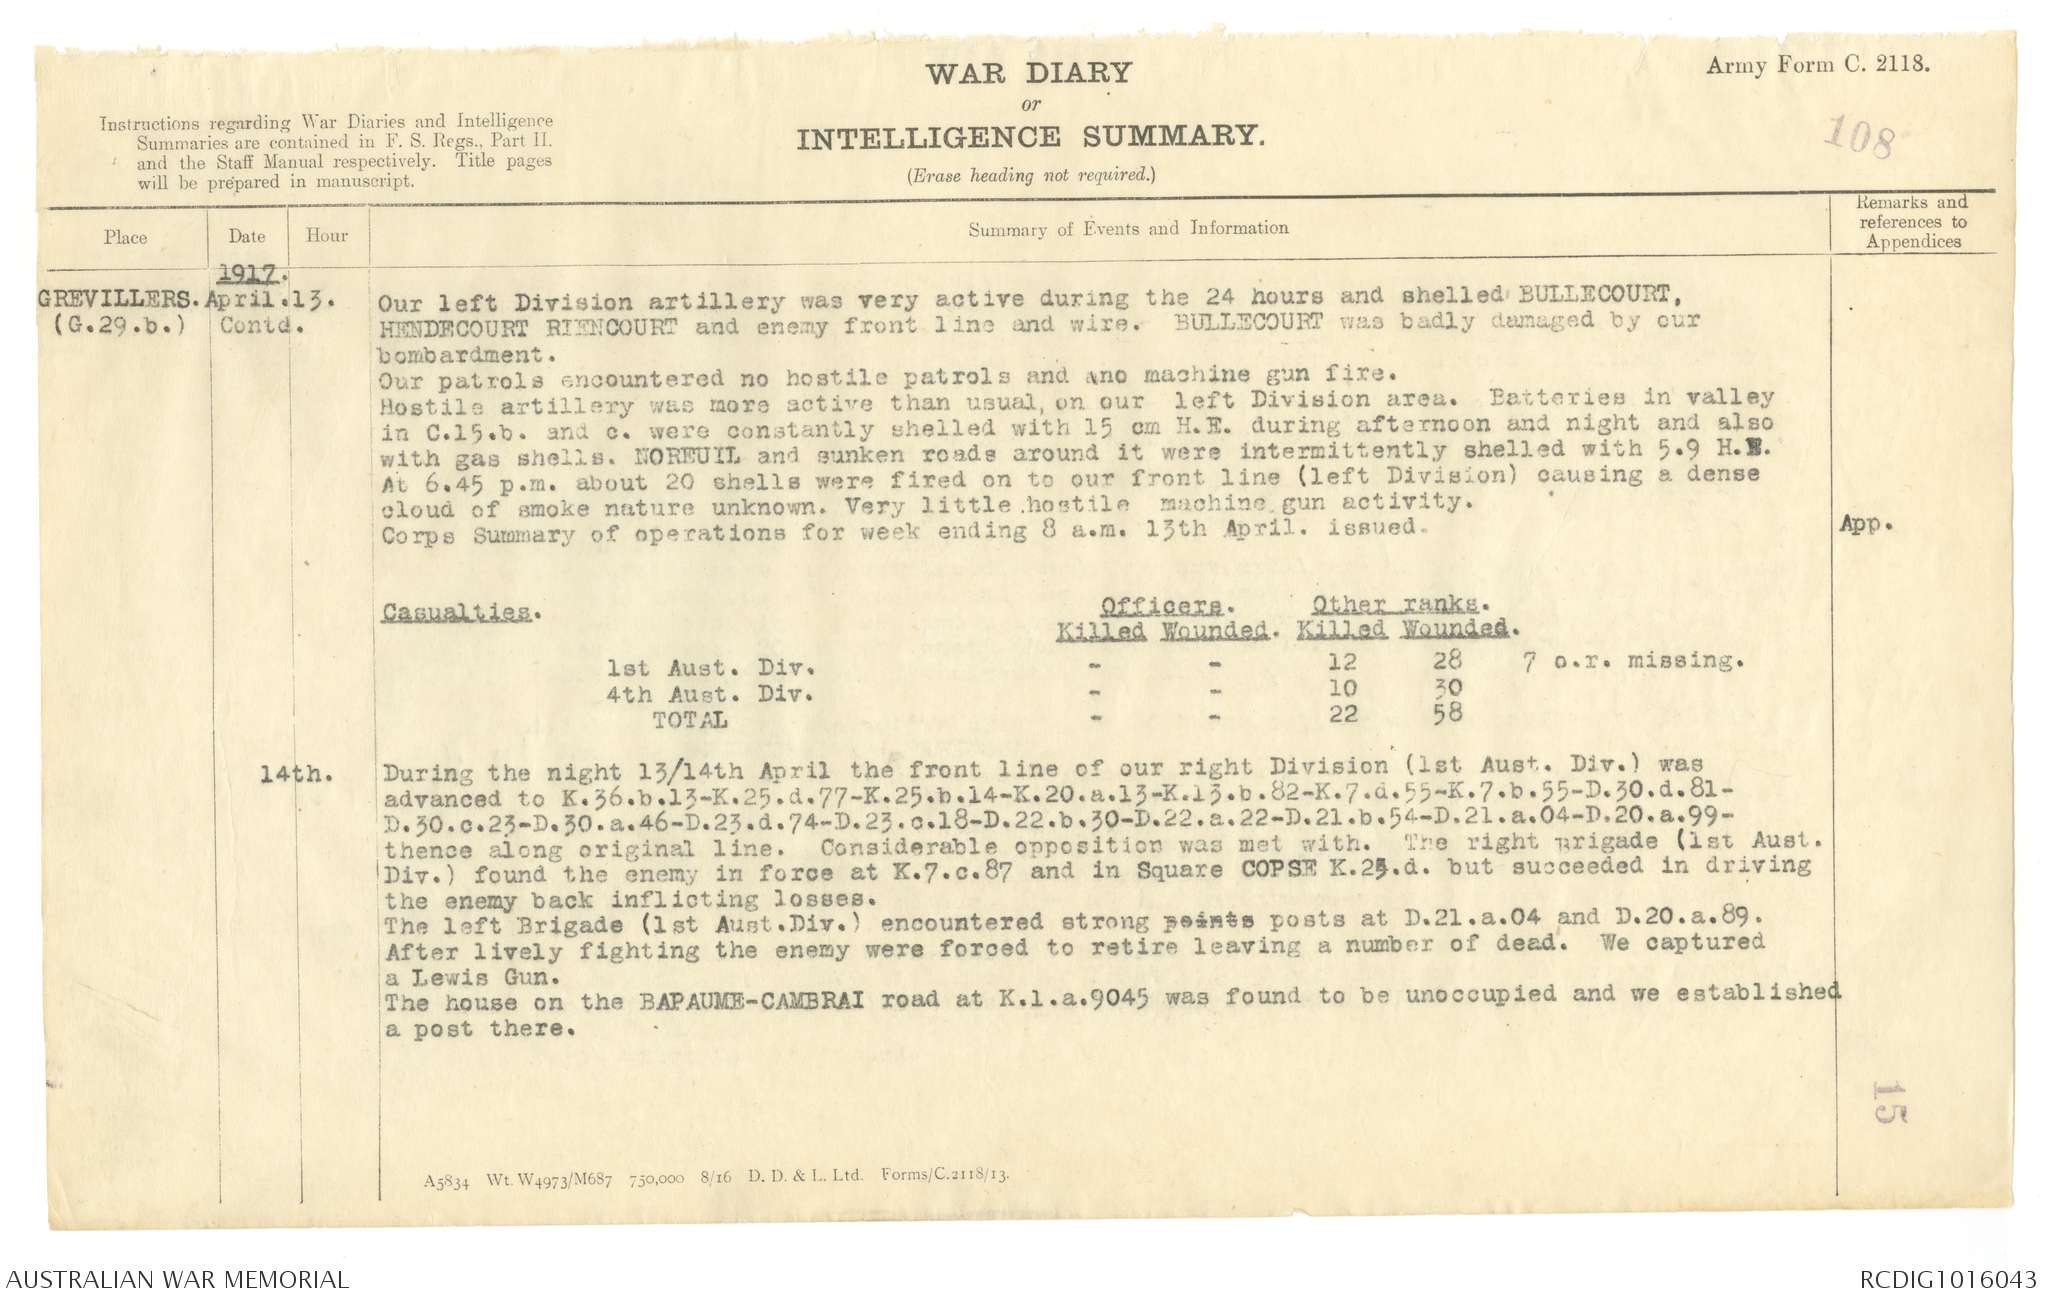 WAR DIARY
or
INTELLIGENCE SUMMARY.
(Erase heading not required.)
Army Form C. 2118.
Instructions regarding War Diaries and Intelligence
Summaries are contained in F. S. Regs., Part II.
and the Staff Manual respectively. Title pages
will be prepared in manuscript.
108
Place Date Hour Summary of Events and Information Remarks and
references to
Appendices
1917.
GREVILLERS. April.13. Our left Division artillery was very active during the 24 hours and shelled BULLECOURT,
(G.29.b.) Contd. HENDECOURT RIENCOURT and enemy front line and wire. BULLECOURT was badly damaged by our
bombardment.
Our patrols encountered no hostile patrols and no machine gun fire.
Hostile artillery was more active than usual, on our left Division area. Batteries in valley
in C.15.b. and c. were constantly shelled with 15 cm H.E. during afternoon and night and also
with gas shells. NOREUIL and sunken roads around it were intermittently shelled with 5.9 H.E.
At 6.45 p.m. about 20 shells were fired on to our front line (left Division) causing a dense
cloud of smoke nature unknown. Very little hostile machine gun activity.
Corps Summary of operations for week ending 8 a.m. 13th April. issued. App.
Casualties. Officers. Other ranks.
Killed Wounded. Killed Wounded.
1st Aust. Div. - - 12 28 7 o.r. missing.
4th Aust. Div. - - 10 30
TOTAL - - 22 58
14th. During the night 13/14th April the front line of our right Division (1st Aust. Div.) was
advanced to K.36.b.13-K.25.d.77-K.25.b.14-K.20.a.13-K.13.b.82-K.7.d.55-K.7.b.55-D.30.d.81-
D.30.c.23-D.30.a.46-D.23.d.74-D.23.c.18-D.22.b.30-D.22.a.22-D.21.b.54-D.21.a.04-D.20.a.99-
thence along original line. Considerable opposition was met with. The right Brigade (1st Aust.
Div.) found the enemy in force at K.7.c.87 and in Square COPSE K.25.d. but succeeded in driving
the enemy back inflicting losses.
The left Brigade (1st Aust.Div.) encountered strong points posts at D.21.a.04 and D.20.a.89.
After lively fighting the enemy were forced to retire leaving a number of dead. We captured
a Lewis Gun.
The house on the BAPAUME-CAMBRAI road at K.1.a.9045 was found to be unoccupied and we established
a post there.
15
A5834 Wt. W4973/M687 750,000 8/16 D. D. & L. Ltd. Forms/C.2118/13.
AUSTRALIAN WAR MEMORIAL
RCDIG1016043